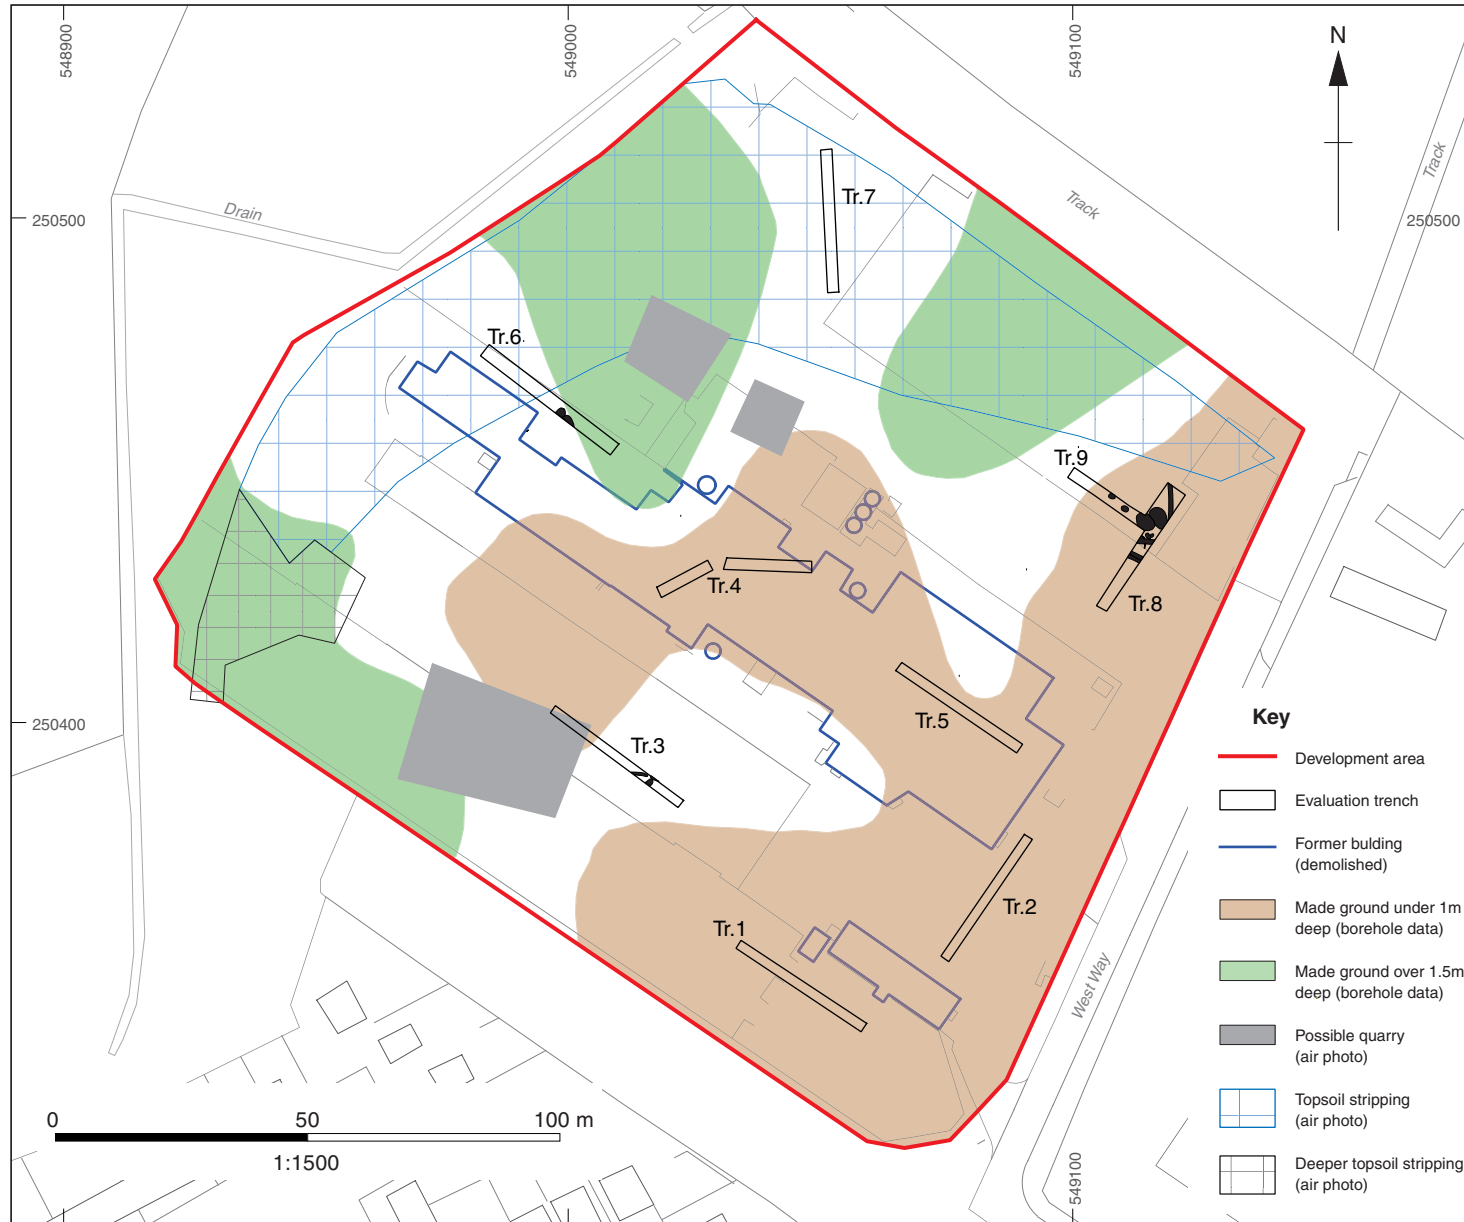 548900
549000
549100
N
Track
Track
Drain
Tr.7
250500
250500
Tr.6
Tr.9
Tr.4
Tr.8
Tr.5
Tr.3
250400
Tr.2
Tr.1
West Way
549100
Key
Development area
Evaluation trench
Former bulding
(demolished)
Made ground under 1m
deep (borehole data)
Made ground over 1.5m
deep (borehole data)
Possible quarry
(air photo)
Topsoil stripping
(air photo)
Deeper topsoil stripping
(air photo)
0 50 100 m
1:1500